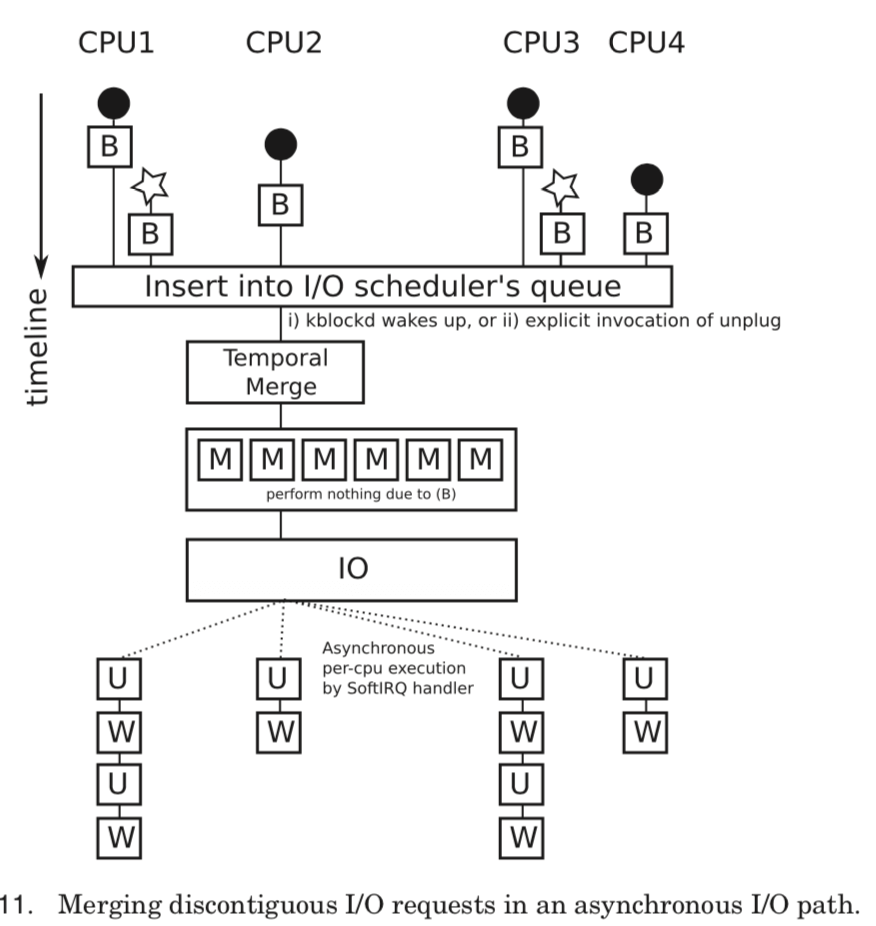 CPU1 CPU2 CPU3 CPU4
B B
B
B B B
Insert into I/O scheduler's queue
timeline
i) kblockd wakes up, or ii) explicit invocation of unplug
Temporal
Merge
M M M M M M
perform nothing due to (B)
IO
Asynchronous
per-cpu execution
by SoftIRQ handler
U U U U
W W W W
U U
W W
11. Merging discontiguous I/O requests in an asynchronous I/O path.